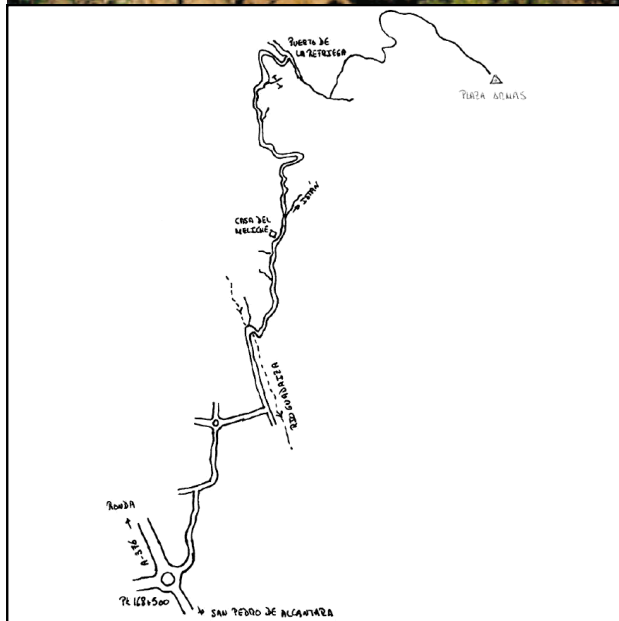 PUERTO DE
LA REFRIEGA
PLAZA ARMAS
ISTÁN
CASA DEL
MELICHE
RIO GUADAIZA
RONDA
A-376
PK 168+500
SAN PEDRO DE ALCANTARA